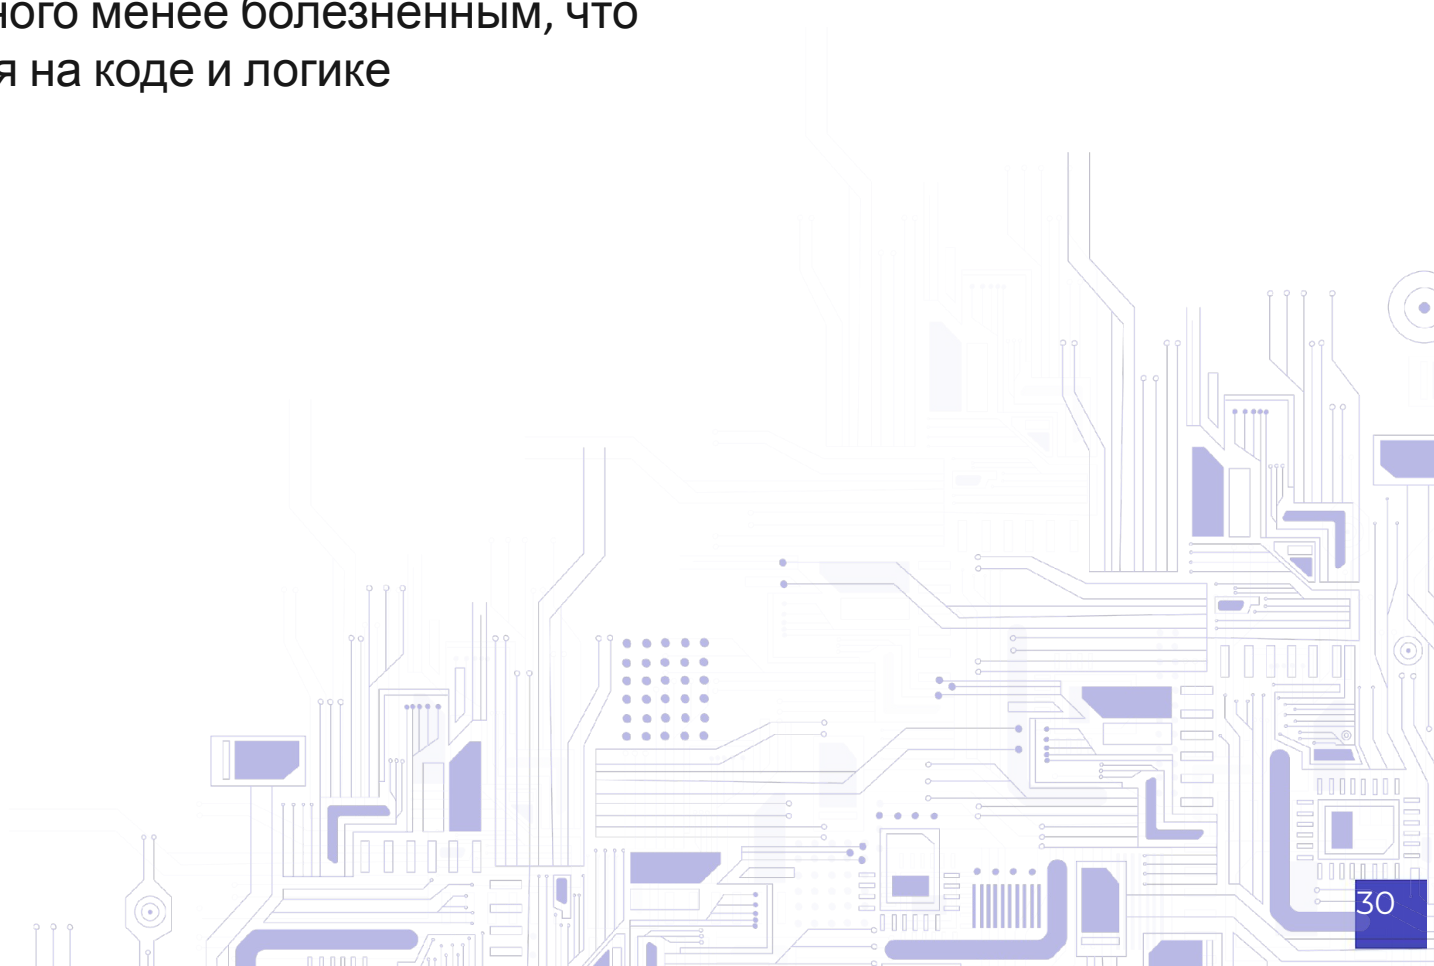 ного менее болезненным, что
я на коде и логике
30